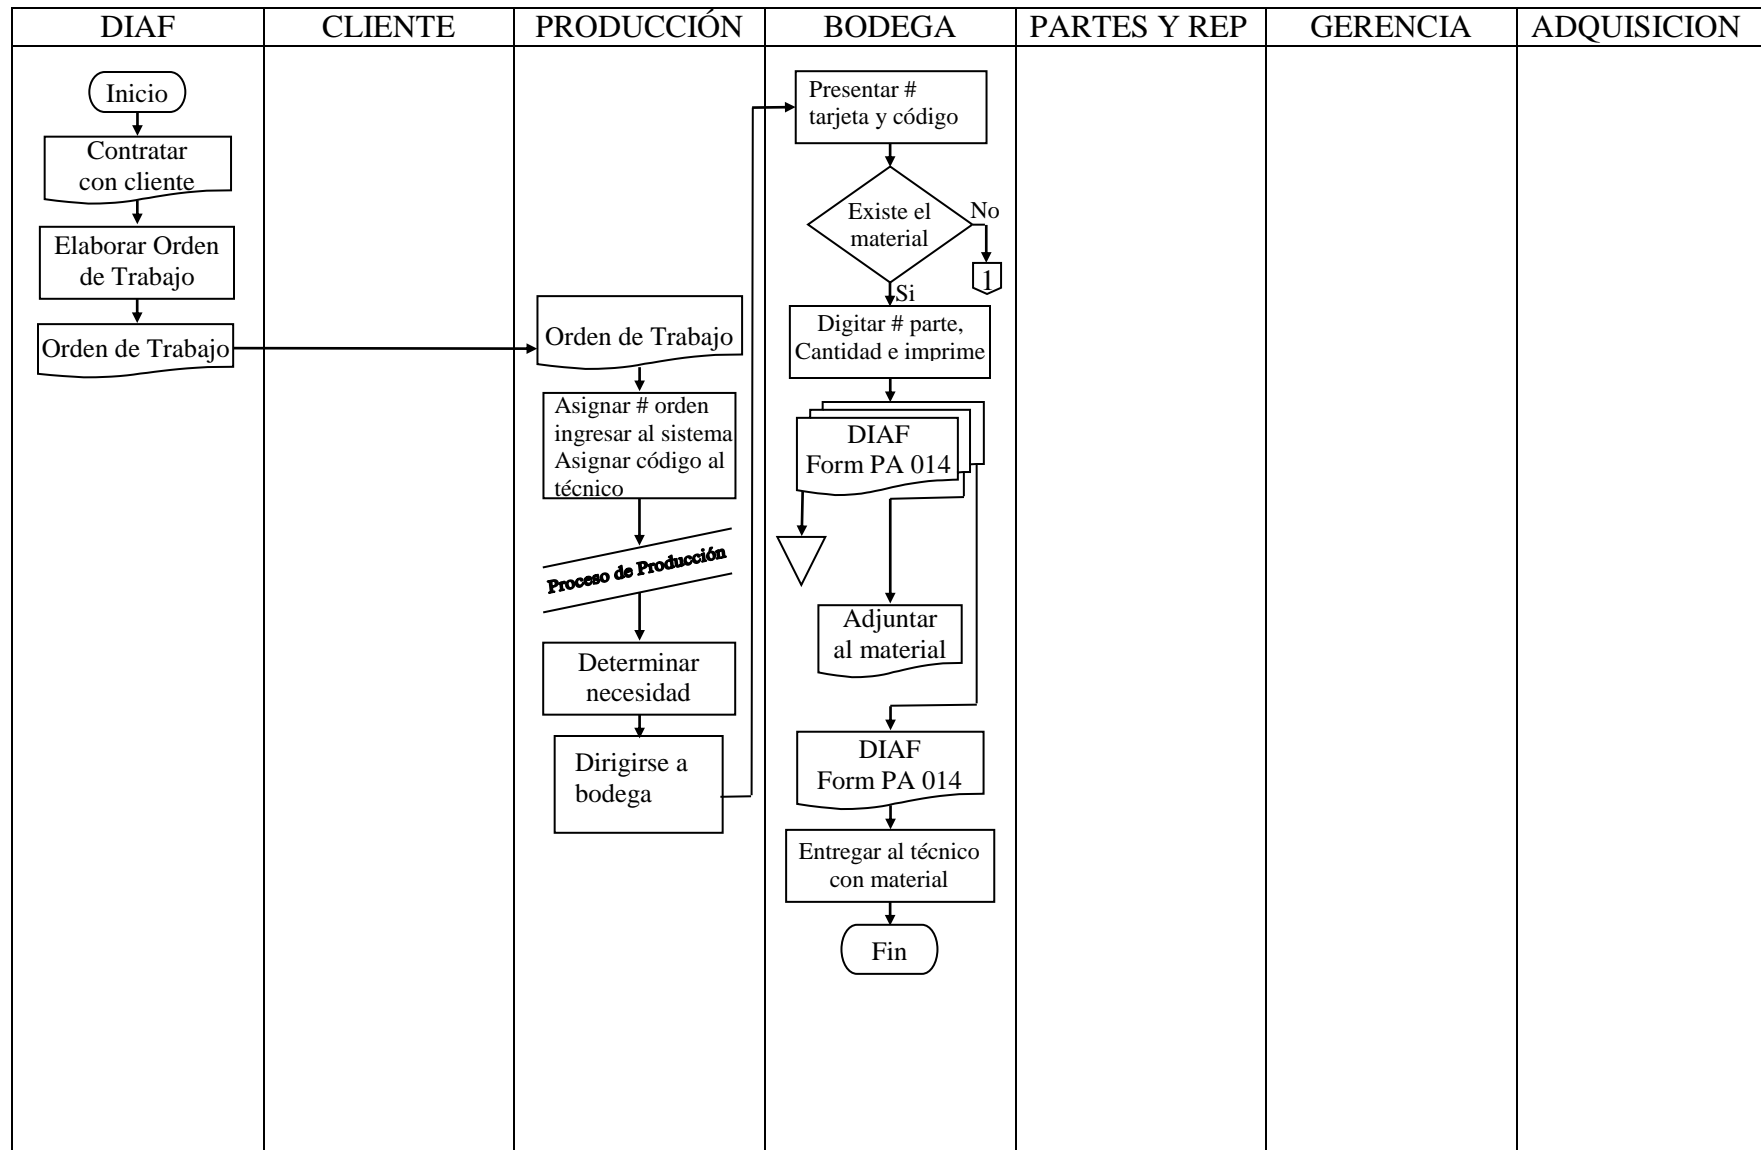 DIAF
CLIENTE
PRODUCCIÓN
BODEGA
PARTES Y REP
GERENCIA
ADQUISICION
Inicio
Contratar
con cliente
Elaborar Orden
de Trabajo
Orden de Trabajo
Orden de Trabajo
Asignar # orden
ingresar al sistema
Asignar código al
técnico
Proceso de Producción
Determinar
necesidad
Dirigirse a
bodega
Presentar #
tarjeta y código
Existe el
material
No
1
Si
Digitar # parte,
Cantidad e imprime
DIAF
Form PA 014
Adjuntar
al material
DIAF
Form PA 014
Entregar al técnico
con material
Fin